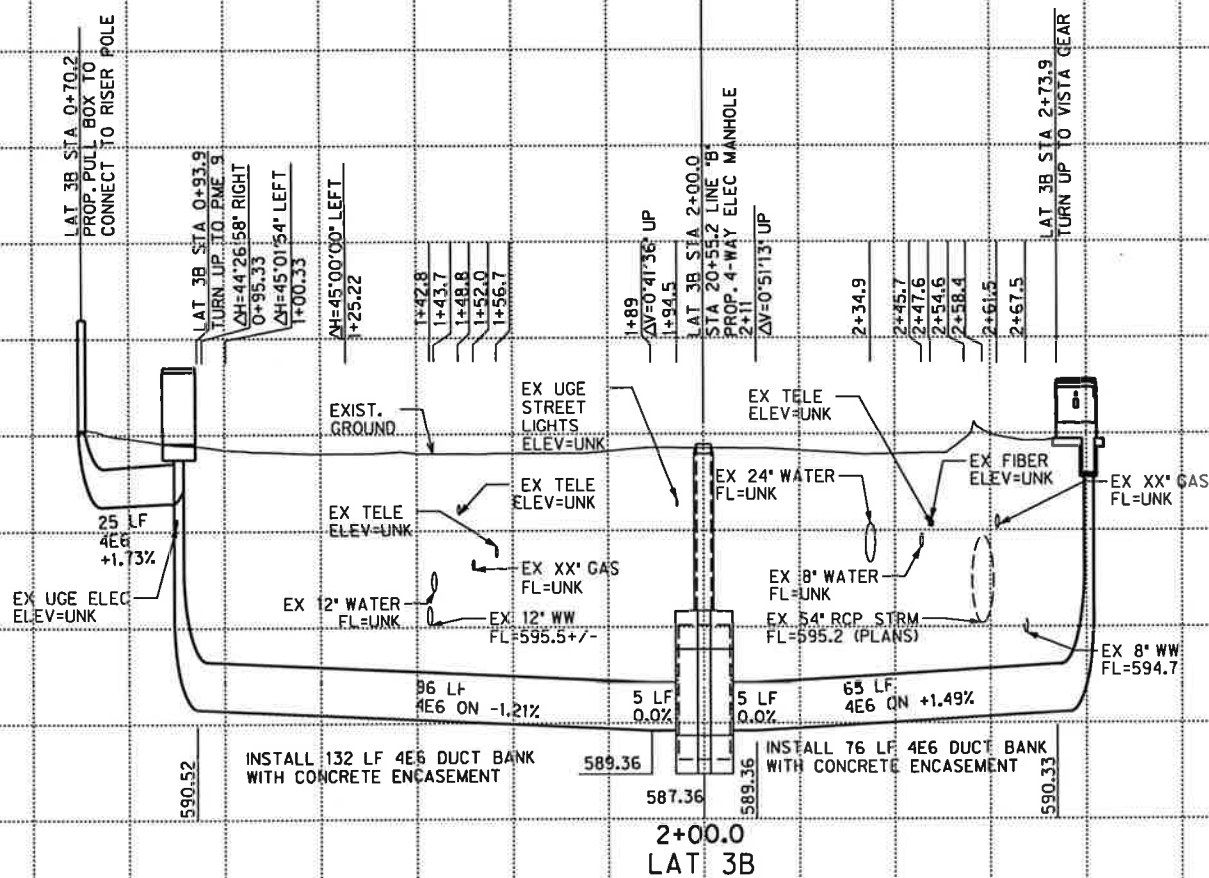 LAT 3B STA 0+70.2
PROP. PULL BOX TO
CONNECT TO RISER POLE
LAT 3B STA 0+93.9
TURN UP TO PME 9
ΔH=44°26'58" RIGHT
0+95.33
ΔH=45°01'54" LEFT
1+00.33
ΔH=45°00'00" LEFT
1+25.22
1+42.8
1+43.7
1+48.8
1+52.0
1+56.7
1+89
ΔV=0°41'36" UP
1+94.5
LAT 3B STA 2+00.0
STA 20+55.2 LINE "B"
PROP. 4-WAY ELEC MANHOLE
2+11
ΔV=0°51'13" UP
2+34.9
2+45.7
2+47.6
2+54.6
2+58.4
2+61.5
2+67.5
LAT 3B STA 2+73.9
TURN UP TO VISTA GEAR
EXIST.
GROUND
EX UGE
STREET
LIGHTS
ELEV=UNK
EX TELE
ELEV=UNK
EX TELE
ELEV=UNK
EX TELE
ELEV=UNK
EX 24" WATER
FL=UNK
EX FIBER
ELEV=UNK
EX XX" GAS
FL=UNK
25 LF
4E6
+1.73%
EX UGE ELEC
ELEV=UNK
EX XX" GAS
FL=UNK
EX 12" WATER
FL=UNK
EX 12" WW
FL=595.5+/-
EX 8" WATER
FL=UNK
EX 54" RCP STRM
FL=595.2 (PLANS)
EX 8" WW
FL=594.7
96 LF
4E6 ON -1.21%
5 LF
0.0%
5 LF
0.0%
65 LF
4E6 ON +1.49%
INSTALL 132 LF 4E6 DUCT BANK
WITH CONCRETE ENCASEMENT
INSTALL 76 LF 4E6 DUCT BANK
WITH CONCRETE ENCASEMENT
590.52
589.36
587.36
589.36
590.33
2+00.0
LAT 3B